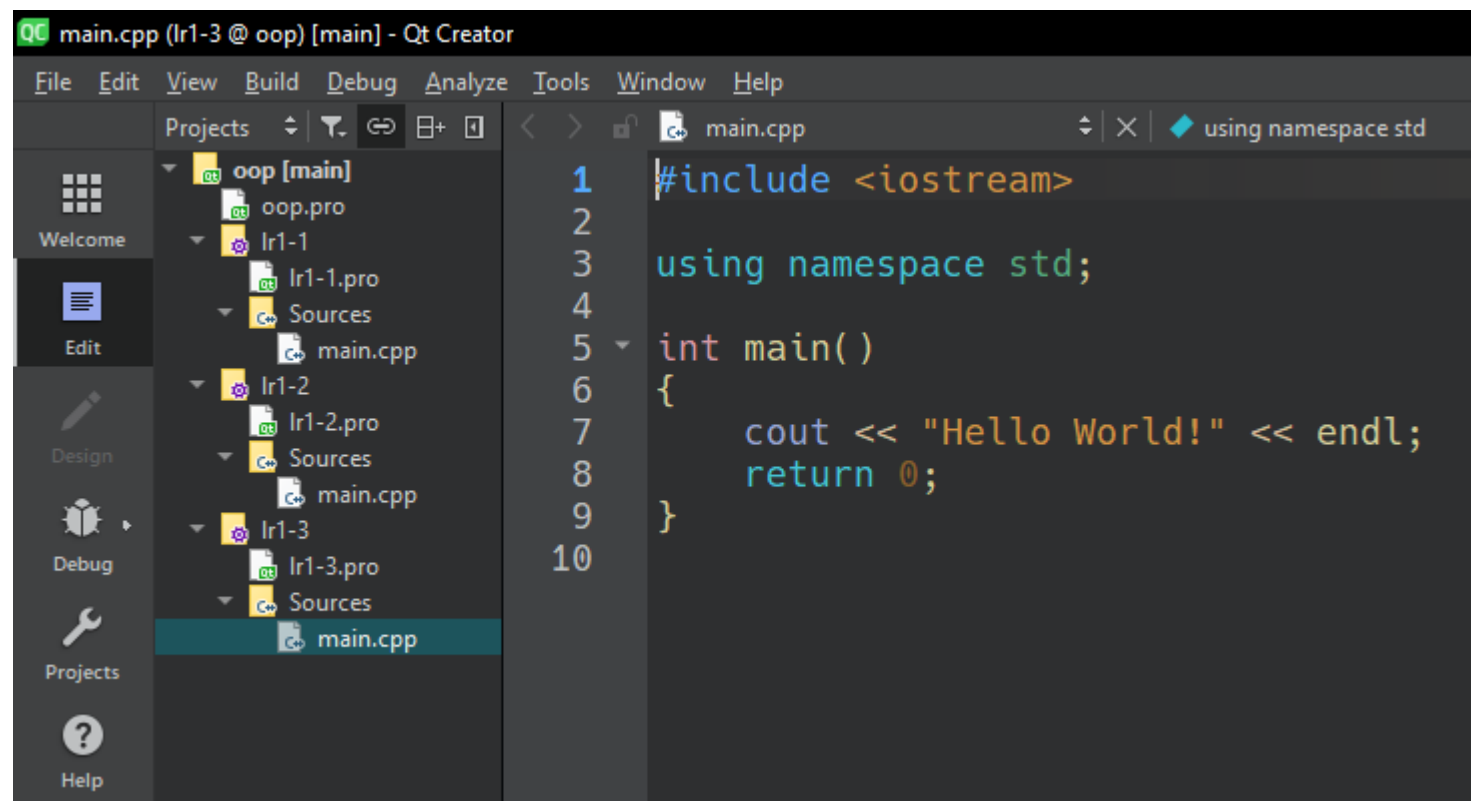 QC main.cpp (lr1-3 @ oop) [main] - Qt Creator
File Edit View Build Debug Analyze Tools Window Help
Projects main.cpp using namespace std
Welcome
Edit
Design
Debug
Projects
Help
oop [main]
oop.pro
lr1-1
lr1-1.pro
Sources
main.cpp
lr1-2
lr1-2.pro
Sources
main.cpp
lr1-3
lr1-3.pro
Sources
main.cpp
1 #include <iostream>
2
3 using namespace std;
4
5 int main()
6 {
7     cout << "Hello World!" << endl;
8     return 0;
9 }
10